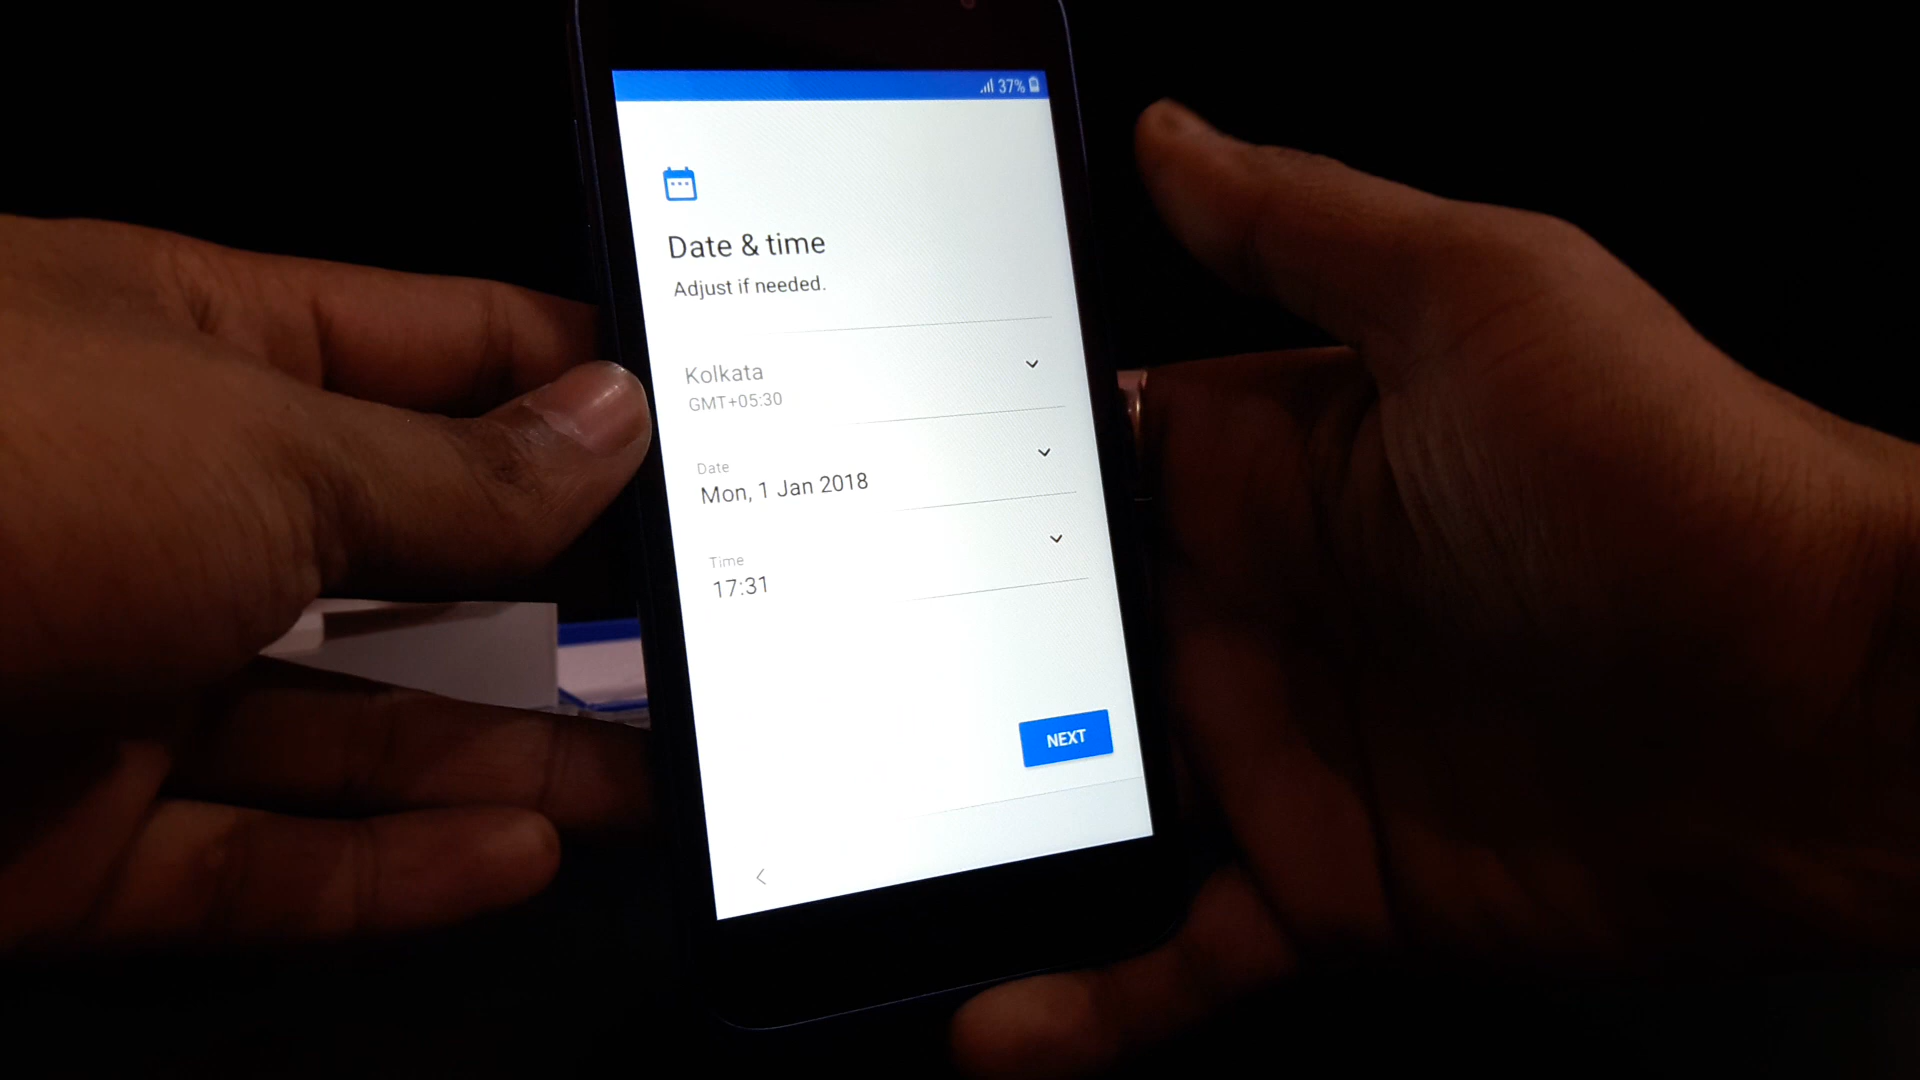 37%
Date & time
Adjust if needed.
Kolkata
GMT+05:30
Date
Mon, 1 Jan 2018
Time
17:31
NEXT